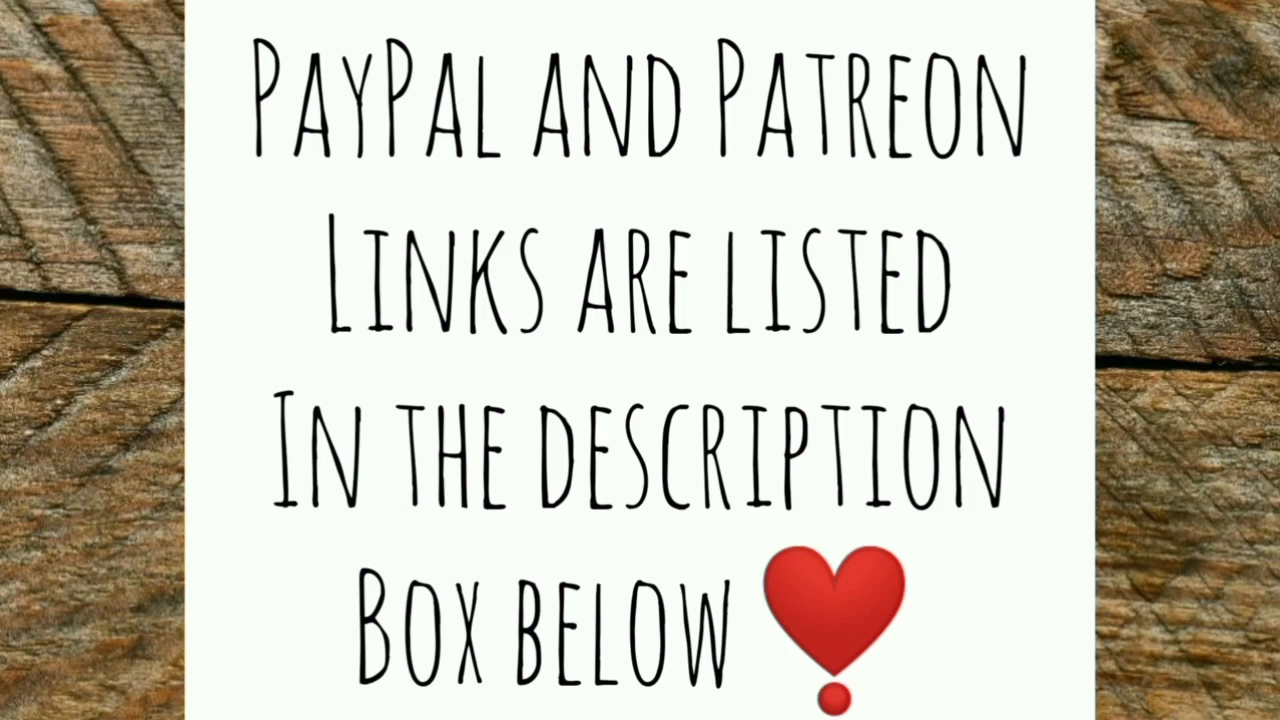 PayPal and Patreon
Links are listed
In the description
Box below ❣